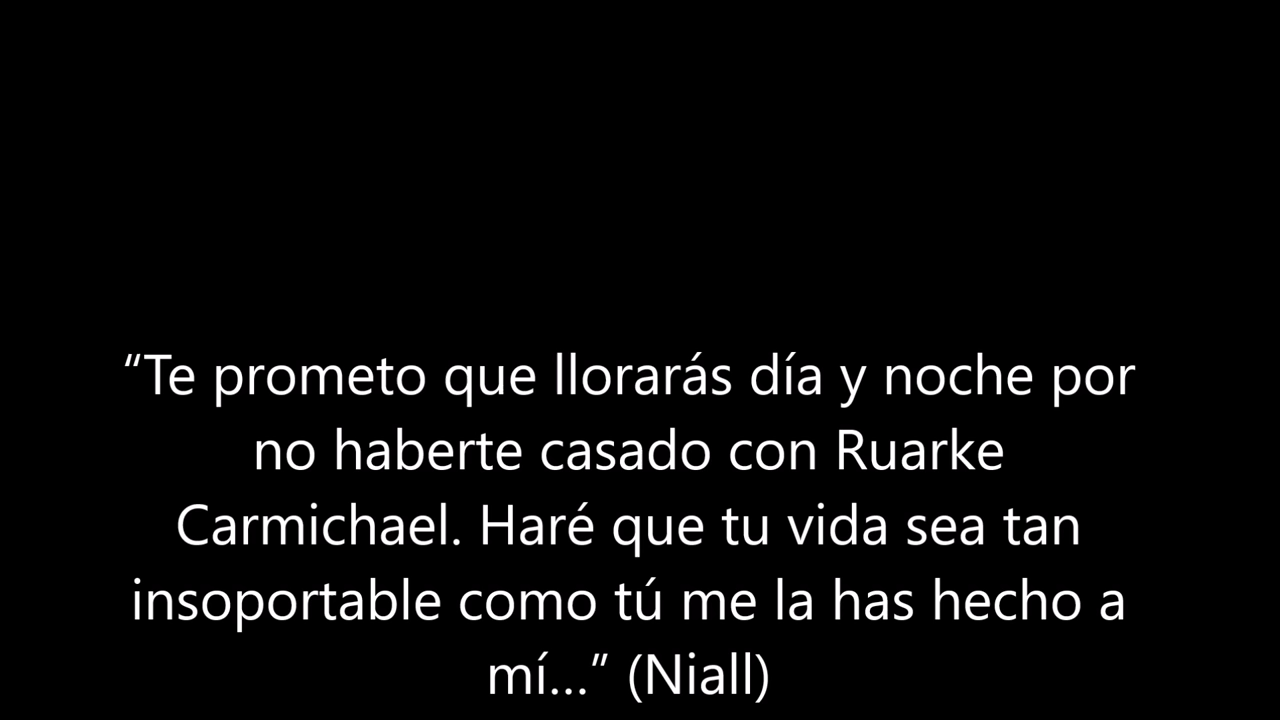 “Te prometo que llorarás día y noche por
no haberte casado con Ruarke
Carmichael. Haré que tu vida sea tan
insoportable como tú me la has hecho a
mí…” (Niall)